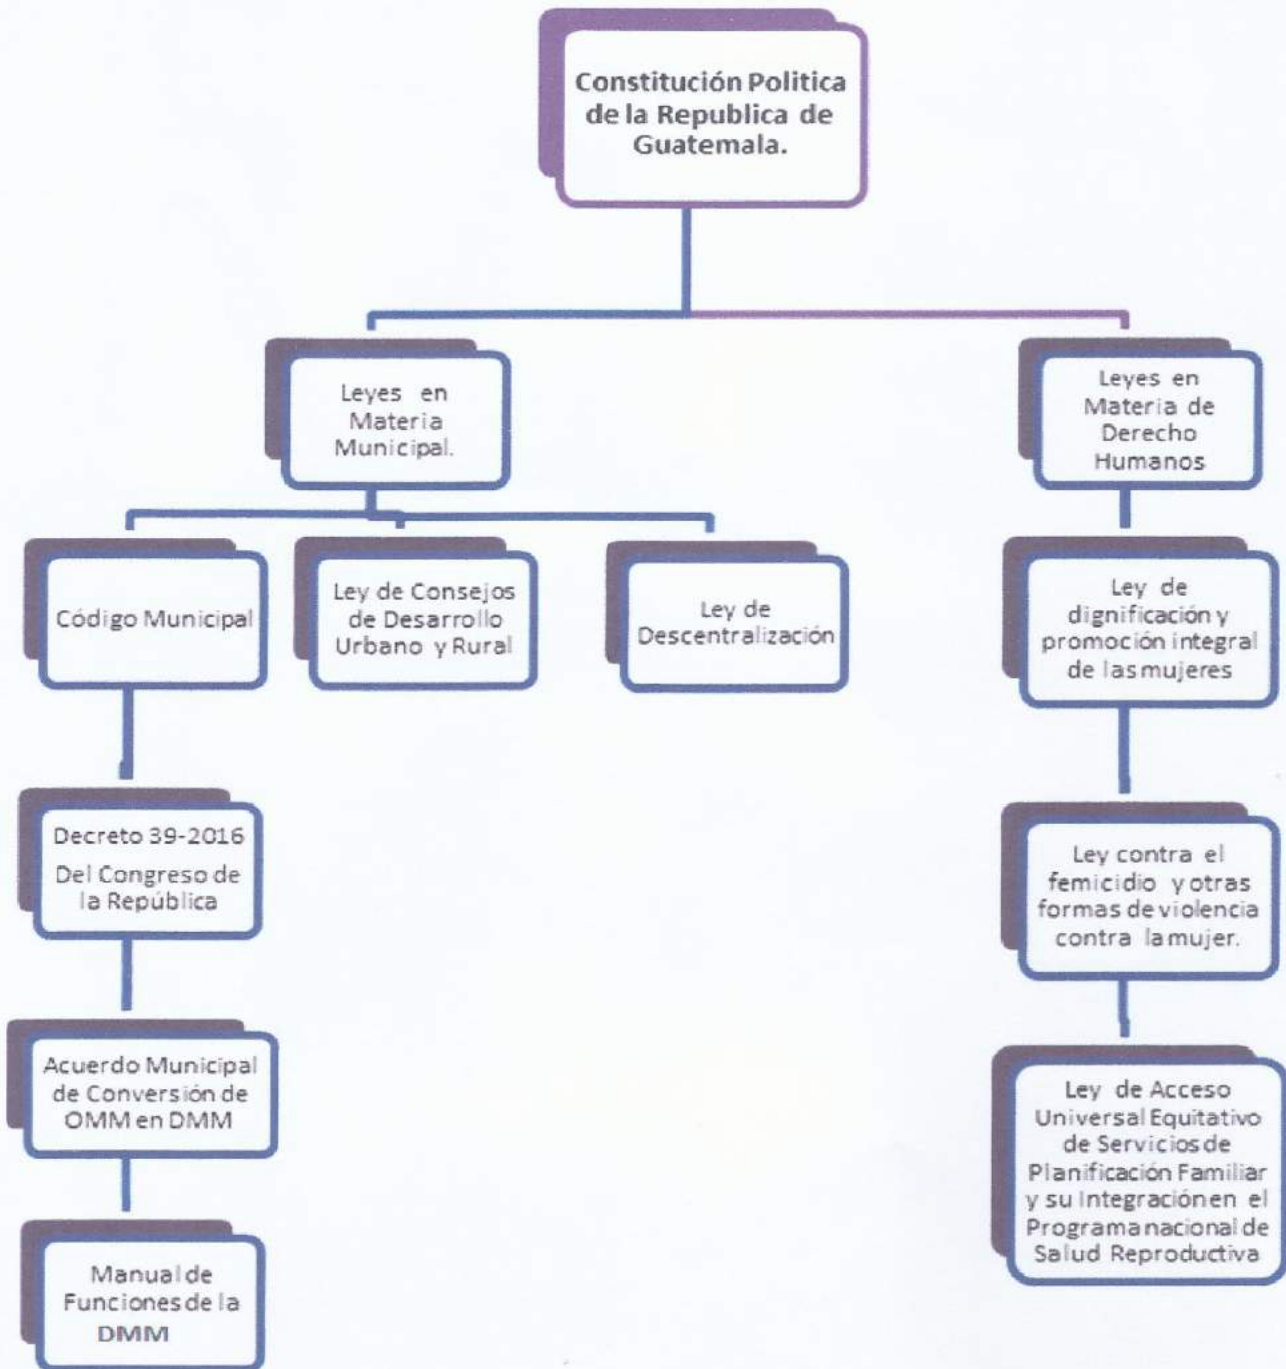 Constitución Politica
de la Republica de
Guatemala.
Leyes en
Materia
Municipal.
Leyes en
Materia de
Derecho
Humanos
Código Municipal
Ley de Consejos
de Desarrollo
Urbano y Rural
Ley de
Descentralización
Ley de
dignificación y
promoción integral
de las mujeres
Decreto 39-2016
Del Congreso de
la República
Ley contra el
femicidio y otras
formas de violencia
contra la mujer.
Acuerdo Municipal
de Conversión de
OMM en DMM
Ley de Acceso
Universal Equitativo
de Servicios de
Planificación Familiar
y su Integración en el
Programa nacional de
Salud Reproductiva
Manual de
Funciones de la
DMM